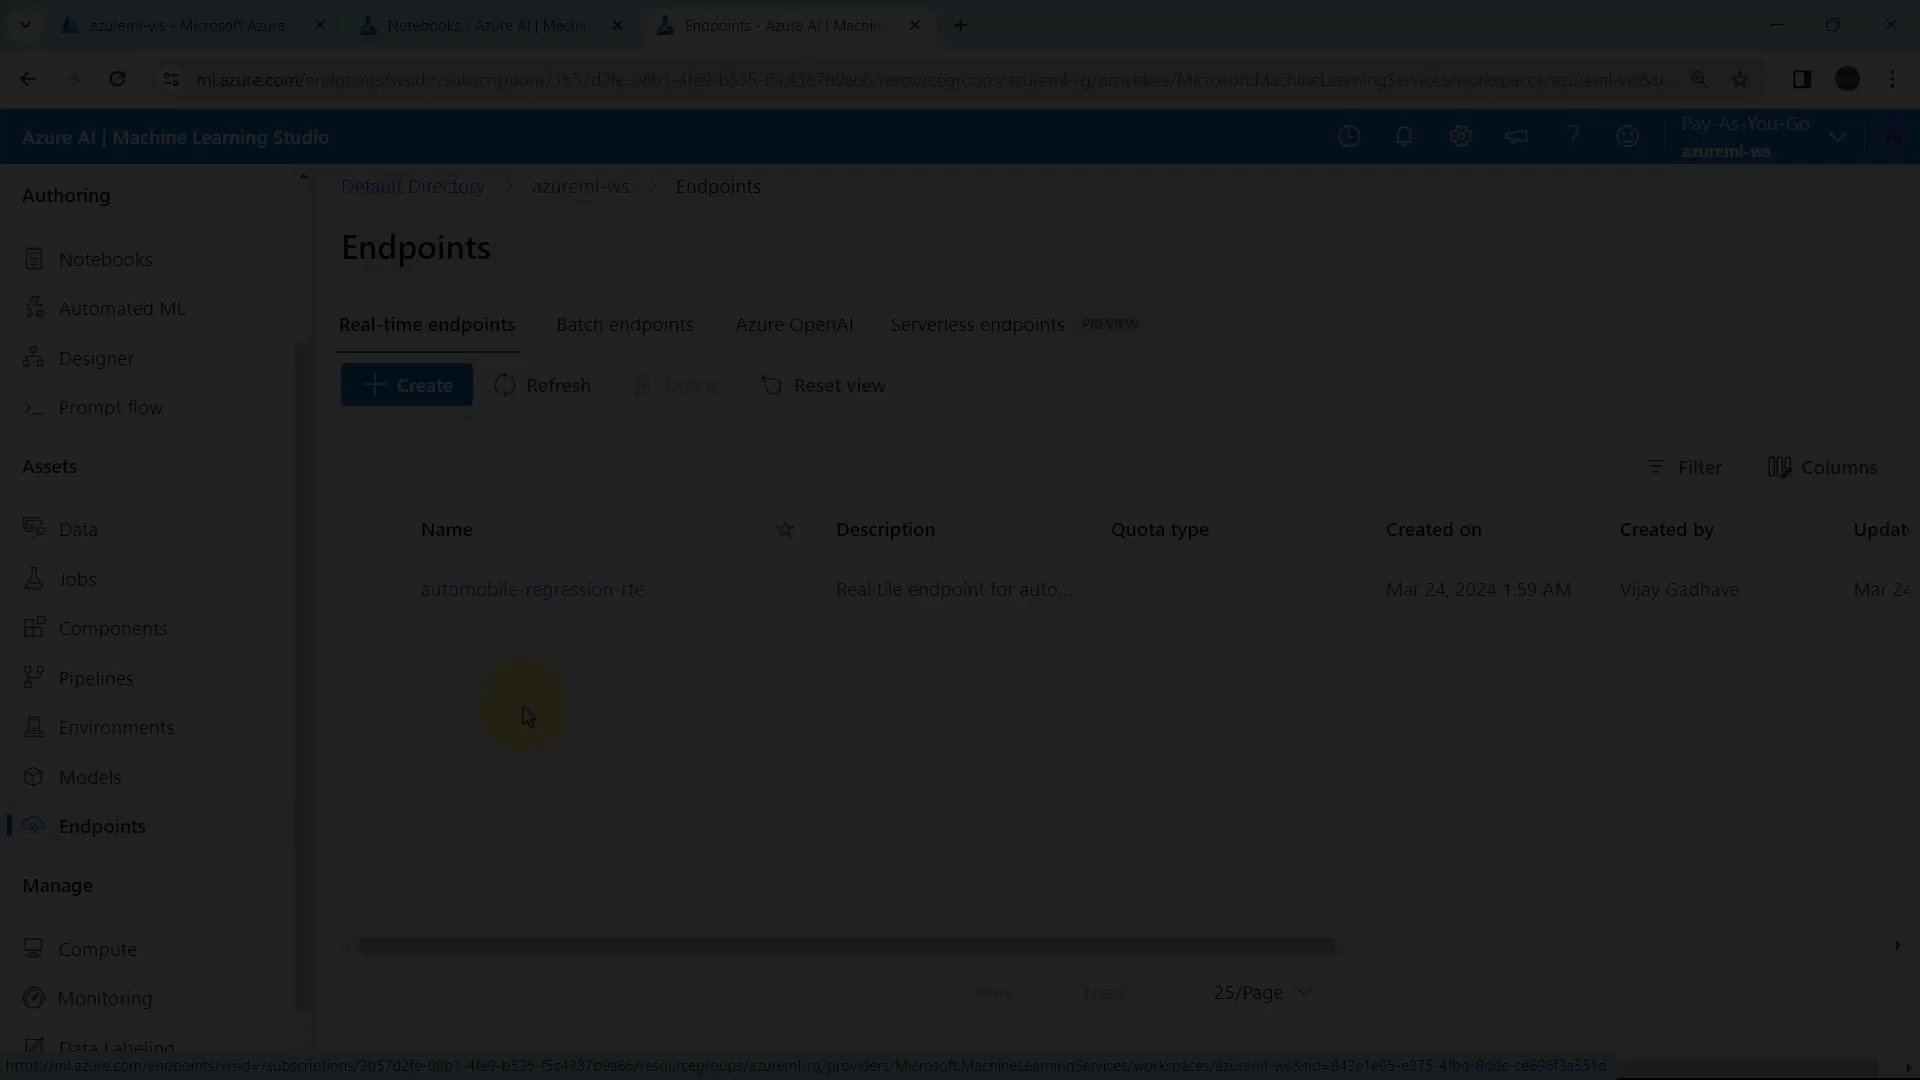 azureml-ws - Microsoft Azure
Notebooks - Azure AI | Machin
Endpoints - Azure AI | Machine
ml.azure.com/endpoints?wsid=/subscriptions/3b57d2fe-08b1-4fe9-b535-f5c4387b9a66/resourcegroups/azureml-rg/providers/Microsoft.MachineLearningServices/workspaces/azureml-ws&ti...
Azure AI | Machine Learning Studio
Pay-As-You-Go
azureml-ws
Default Directory > azureml-ws > Endpoints
Authoring
Notebooks
Automated ML
Designer
Prompt flow
Assets
Data
Jobs
Components
Pipelines
Environments
Models
Endpoints
Manage
Compute
Monitoring
Data Labeling
Endpoints
Real-time endpoints Batch endpoints Azure OpenAI Serverless endpoints PREVIEW
Create Refresh Delete Reset view
Filter Columns
Name Description Quota type Created on Created by Updat
automobile-regression-rte Real tile endpoint for auto... Mar 24, 2024 1:59 AM Vijay Gadhave Mar 24
Prev Next 25/Page
https://ml.azure.com/endpoints?wsid=/subscriptions/3b57d2fe-08b1-4fe9-b535-f5c4387b9a66/resourcegroups/azureml-rg/providers/Microsoft.MachineLearningServices/workspaces/azureml-ws&tid=843e1e65-e875-4fbd-8ddc-ce696f3a551d